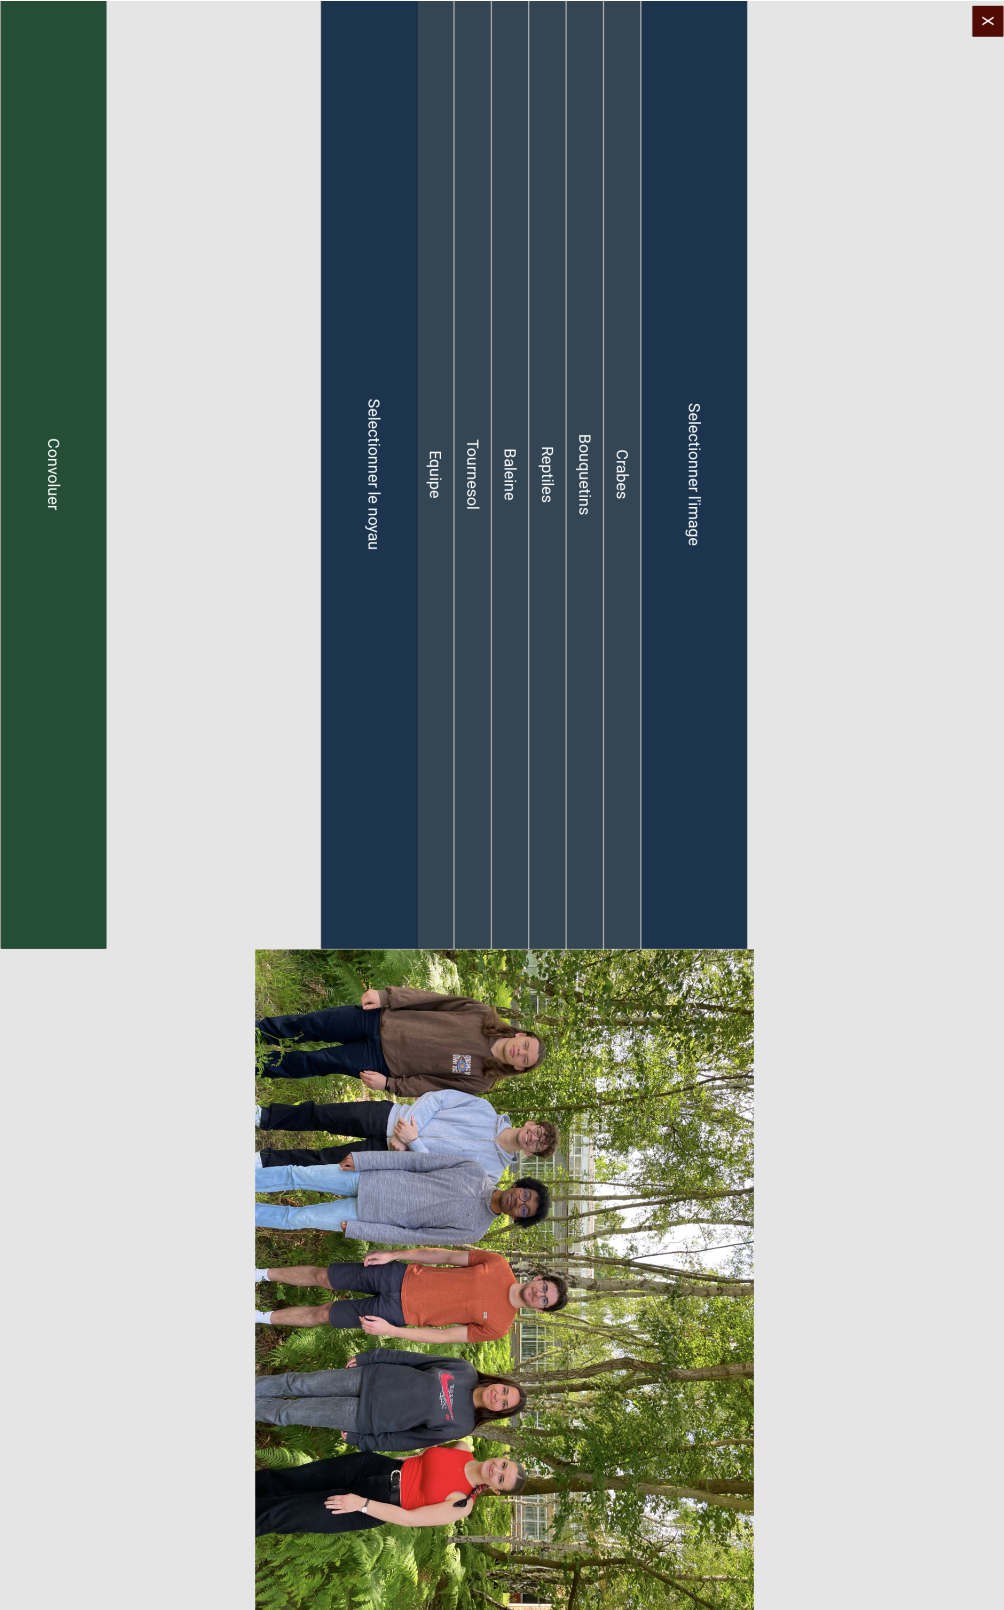 X
Selectionner l'image
Crabes
Bouquetins
Reptiles
Baleine
Tournesol
Equipe
Selectionner le noyau
Convoluer